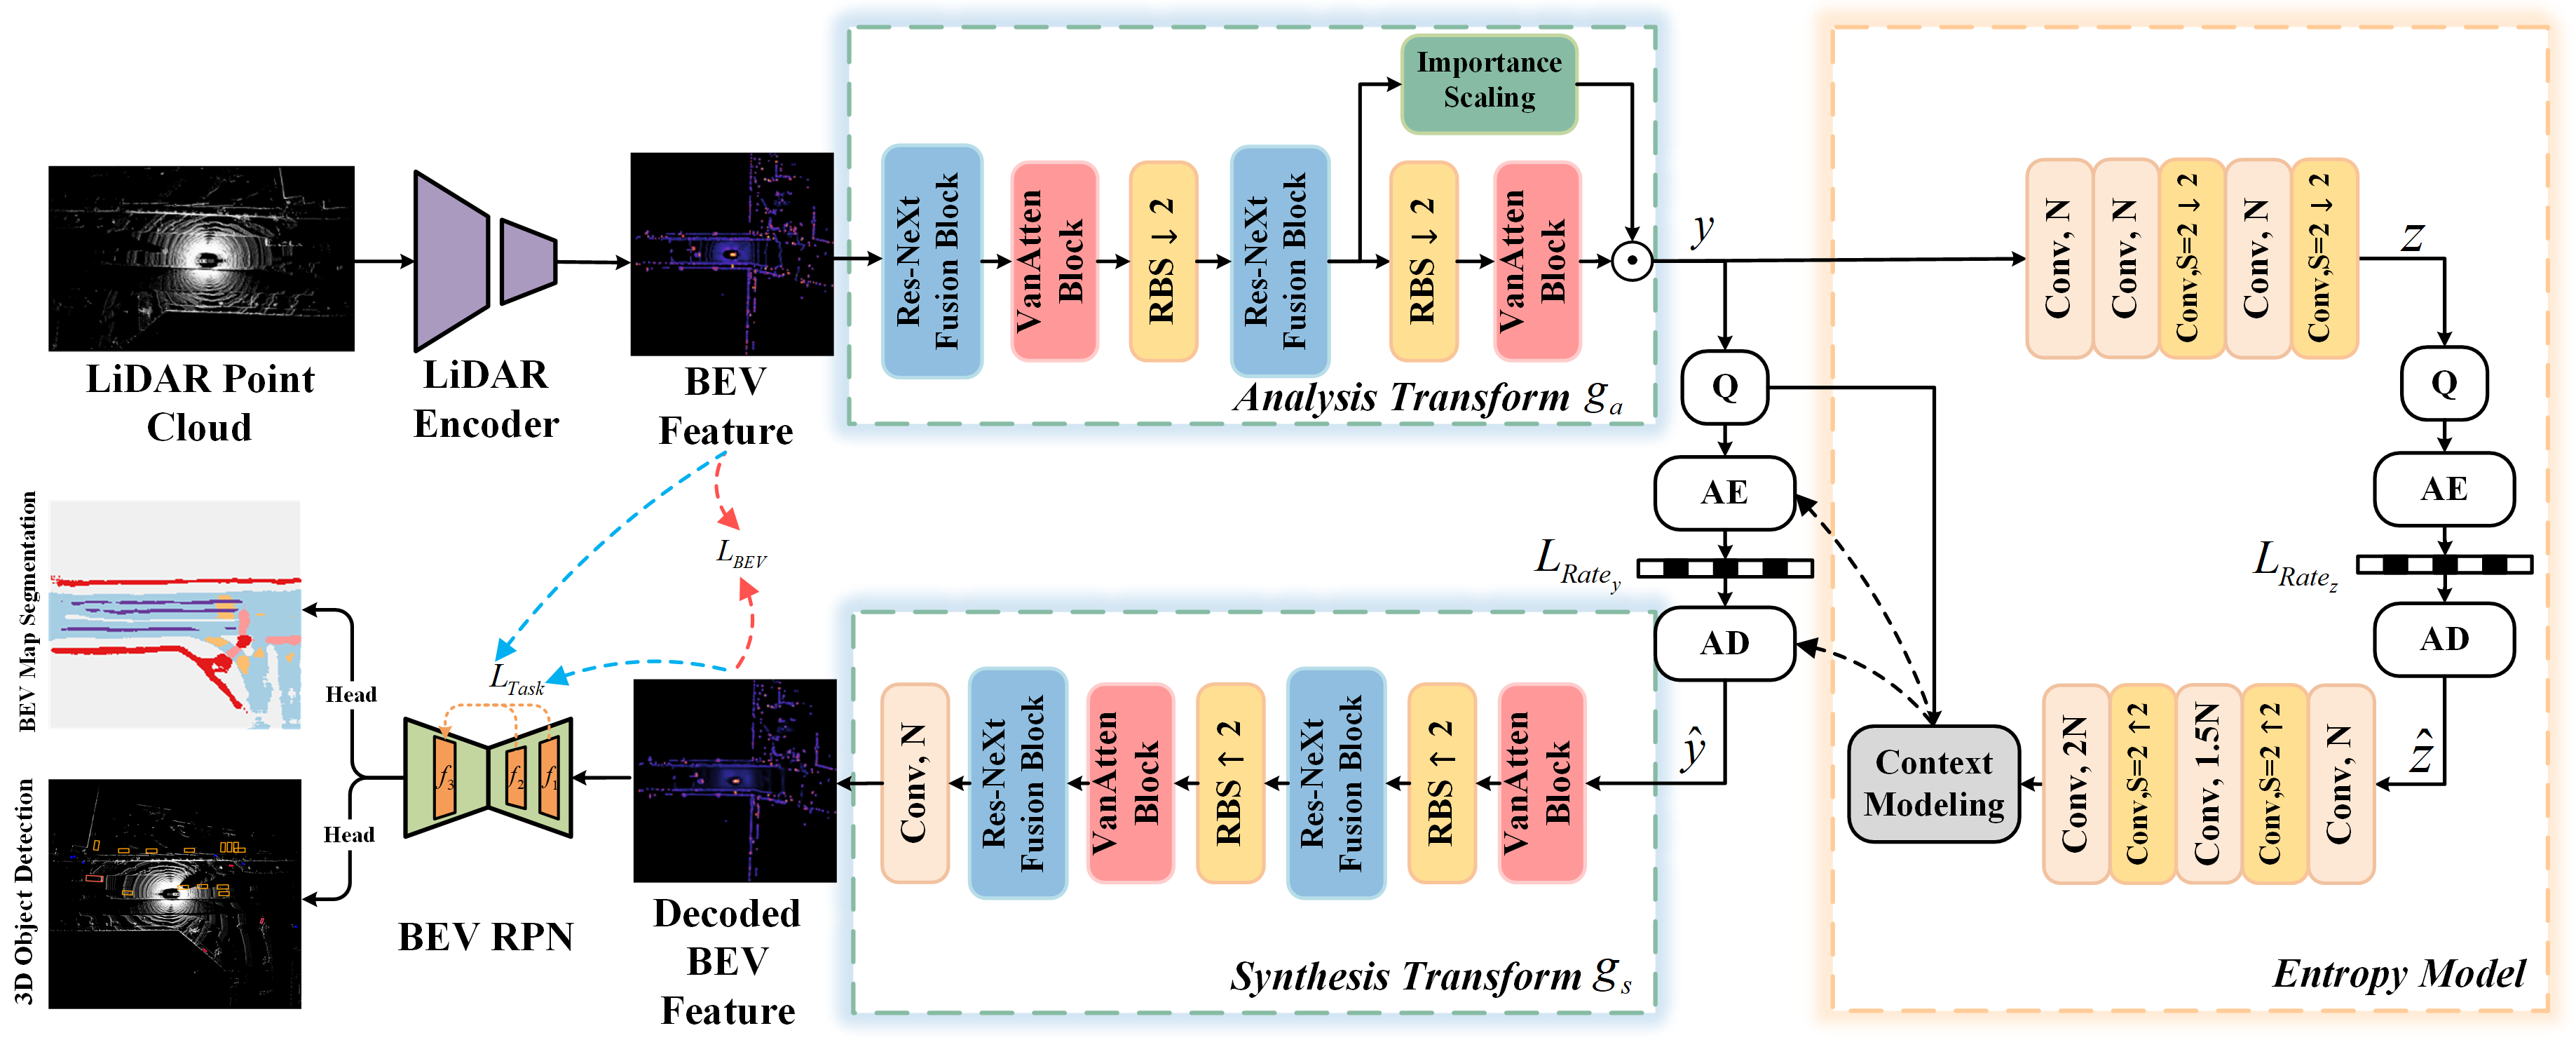 Importance
Scaling
Res-NeXt
Fusion Block
VanAtten
Block
RBS ↓ 2
Res-NeXt
Fusion Block
RBS ↓ 2
VanAtten
Block
Analysis Transform g_a
y
Conv, N
Conv, N
Conv,S=2 ↓ 2
Conv, N
Conv,S=2 ↓ 2
z
LiDAR Point
Cloud
LiDAR
Encoder
BEV
Feature
Q
AE
L_{Rate_y}
AD
ŷ
Q
AE
L_{Rate_z}
AD
ẑ
L_{BEV}
L_{Task}
BEV Map Segmentation
3D Object Detection
Head
Head
f_3
f_2
f_1
BEV RPN
Decoded
BEV
Feature
Conv, N
Res-NeXt
Fusion Block
VanAtten
Block
RBS ↑ 2
Res-NeXt
Fusion Block
RBS ↑ 2
VanAtten
Block
Synthesis Transform g_s
Context
Modeling
Conv, 2N
Conv,S=2 ↑2
Conv, 1.5N
Conv,S=2 ↑2
Conv, N
Entropy Model